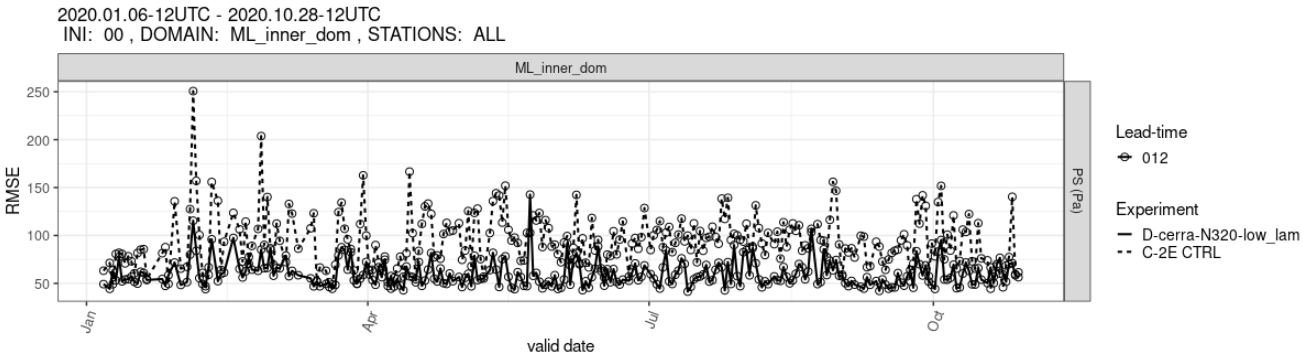 2020.01.06-12UTC - 2020.10.28-12UTC
INI: 00 , DOMAIN: ML_inner_dom , STATIONS: ALL
ML_inner_dom
RMSE
250
200
150
100
50
PS (Pa)
Jan
Apr
Jul
Oct
valid date
Lead-time
012
Experiment
D-cerra-N320-low_lam
C-2E CTRL